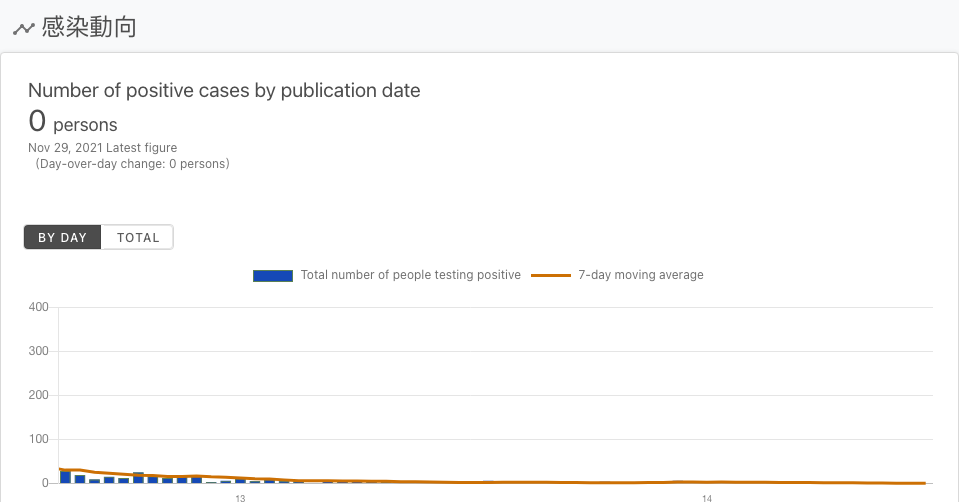 感染動向
Number of positive cases by publication date
0 persons
Nov 29, 2021 Latest figure
(Day-over-day change: 0 persons)
BY DAY TOTAL
Total number of people testing positive 7-day moving average
400
300
200
100
0
13 14